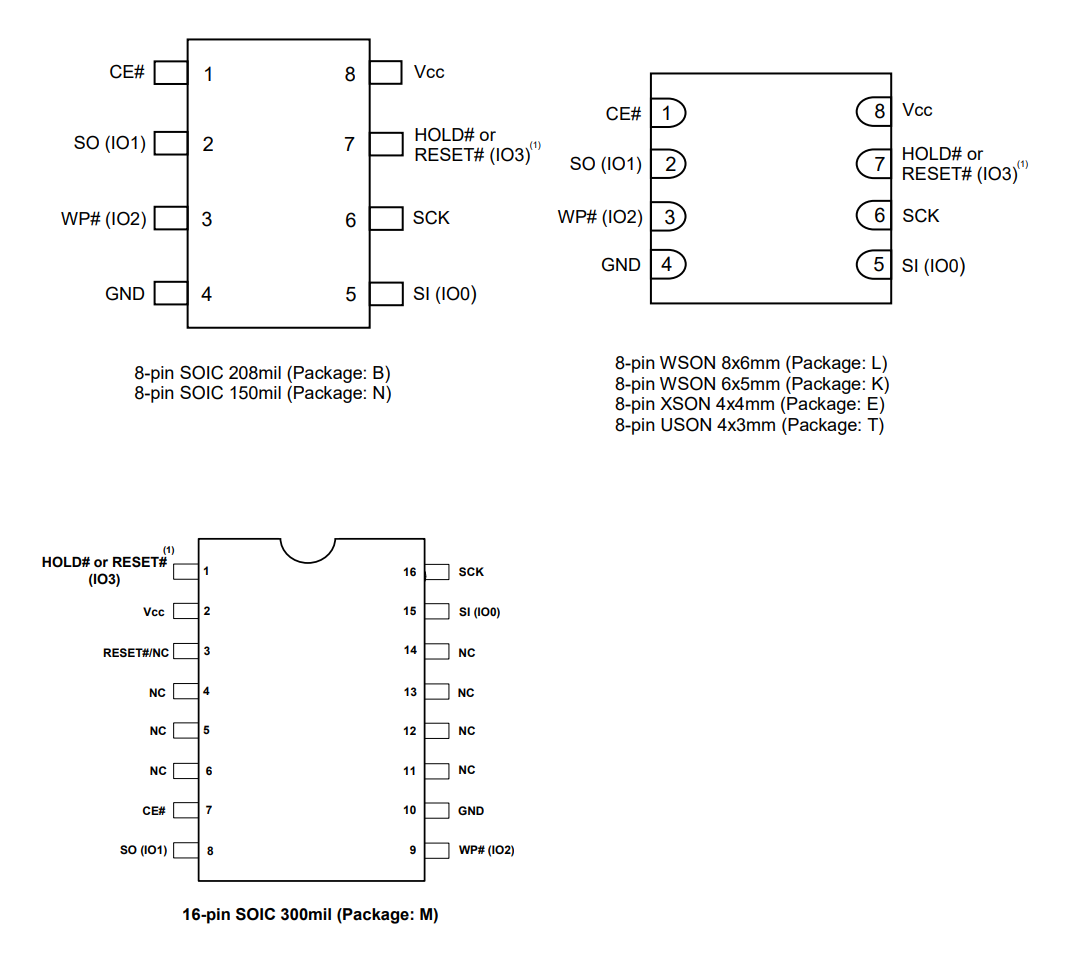 CE# 1 8 Vcc
SO (IO1) 2 7 HOLD# or
RESET# (IO3)(1)
WP# (IO2) 3 6 SCK
GND 4 5 SI (IO0)
8-pin SOIC 208mil (Package: B)
8-pin SOIC 150mil (Package: N)
CE# 1 8 Vcc
SO (IO1) 2 7 HOLD# or
RESET# (IO3)(1)
WP# (IO2) 3 6 SCK
GND 4 5 SI (IO0)
8-pin WSON 8x6mm (Package: L)
8-pin WSON 6x5mm (Package: K)
8-pin XSON 4x4mm (Package: E)
8-pin USON 4x3mm (Package: T)
HOLD# or RESET#(1) 1 16 SCK
(IO3)
Vcc 2 15 SI (IO0)
RESET#/NC 3 14 NC
NC 4 13 NC
NC 5 12 NC
NC 6 11 NC
CE# 7 10 GND
SO (IO1) 8 9 WP# (IO2)
16-pin SOIC 300mil (Package: M)